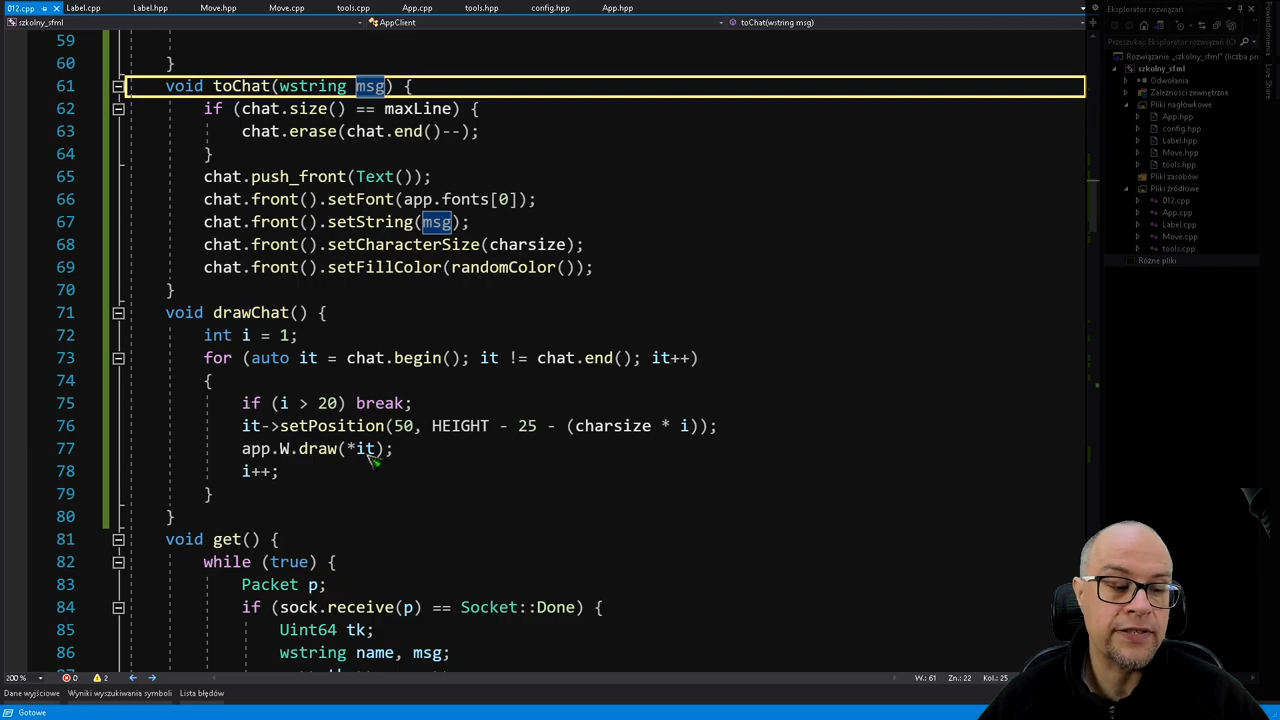 012.cpp
Label.cpp
Label.hpp
Move.hpp
Move.cpp
tools.cpp
App.cpp
tools.hpp
config.hpp
App.hpp
Eksplorator rozwiązań
szkolny_sfml
AppClient
toChat(wstring msg)
59
60 }
61 void toChat(wstring msg) {
62 if (chat.size() == maxLine) {
63 chat.erase(chat.end()--);
64 }
65 chat.push_front(Text());
66 chat.front().setFont(app.fonts[0]);
67 chat.front().setString(msg);
68 chat.front().setCharacterSize(charsize);
69 chat.front().setFillColor(randomColor());
70 }
71 void drawChat() {
72 int i = 1;
73 for (auto it = chat.begin(); it != chat.end(); it++)
74 {
75 if (i > 20) break;
76 it->setPosition(50, HEIGHT - 25 - (charsize * i));
77 app.W.draw(*it);
78 i++;
79 }
80 }
81 void get() {
82 while (true) {
83 Packet p;
84 if (sock.receive(p) == Socket::Done) {
85 Uint64 tk;
86 wstring name, msg;
Przeszukaj: Eksplorator rozwiązań
Rozwiązanie „szkolny_sfml" (liczba
szkolny_sfml
Odwołania
Zależności zewnętrzne
Pliki nagłówkowe
App.hpp
config.hpp
Label.hpp
Move.hpp
tools.hpp
Pliki zasobów
Pliki źródłowe
012.cpp
App.cpp
Label.cpp
Move.cpp
tools.cpp
Różne pliki
Powiadomienia
Live Share
200 %
0
2
W: 61
Zn.: 22
Kol.: 25
Dane wyjściowe
Wyniki wyszukiwania symboli
Lista błędów
Gotowe